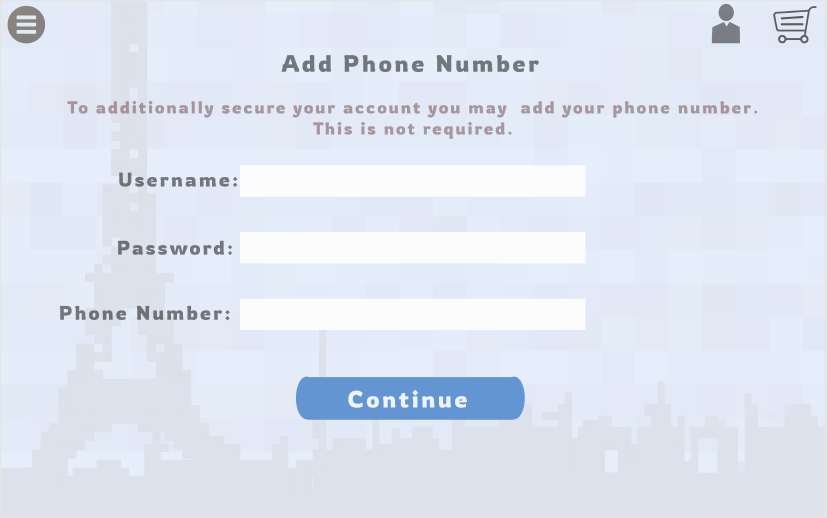 Add Phone Number
To additionally secure your account you may add your phone number.
This is not required.
Username:
Password:
Phone Number:
Continue